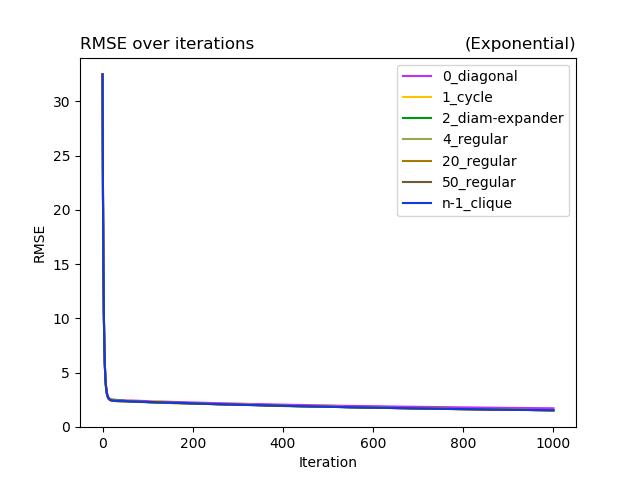 RMSE over iterations (Exponential)
0_diagonal
1_cycle
2_diam-expander
4_regular
20_regular
50_regular
n-1_clique
RMSE
30
25
20
15
10
5
0
0 200 400 600 800 1000
Iteration